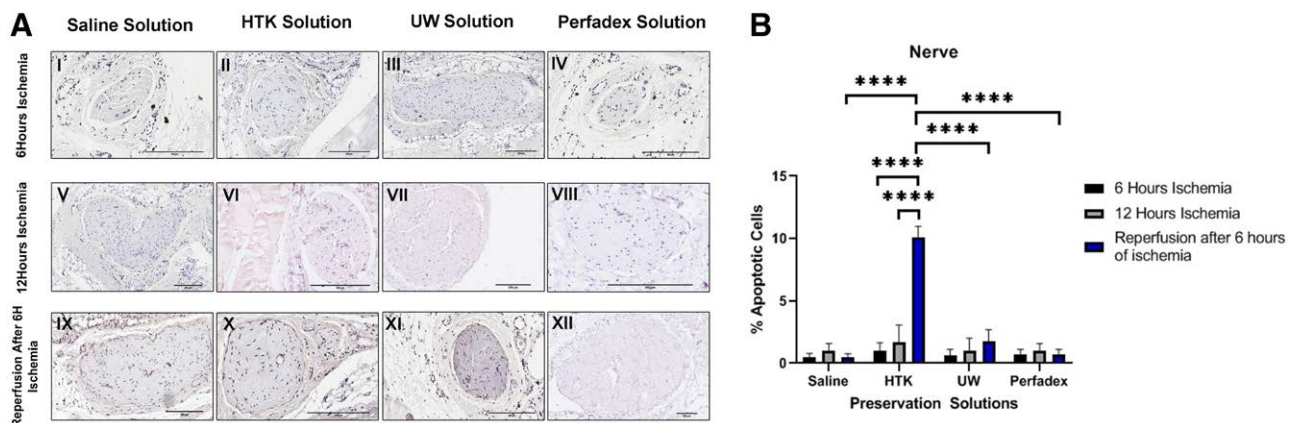 A
Saline Solution
HTK Solution
UW Solution
Perfadex Solution
6Hours Ischemia
I
II
III
IV
12Hours Ischemia
V
VI
VII
VIII
Reperfusion After 6H
Ischemia
IX
X
XI
XII
B
Nerve
****
****
****
****
****
% Apoptotic Cells
15
10
5
0
Saline
HTK
UW
Perfadex
Preservation Solutions
6 Hours Ischemia
12 Hours Ischemia
Reperfusion after 6 hours
of ischemia